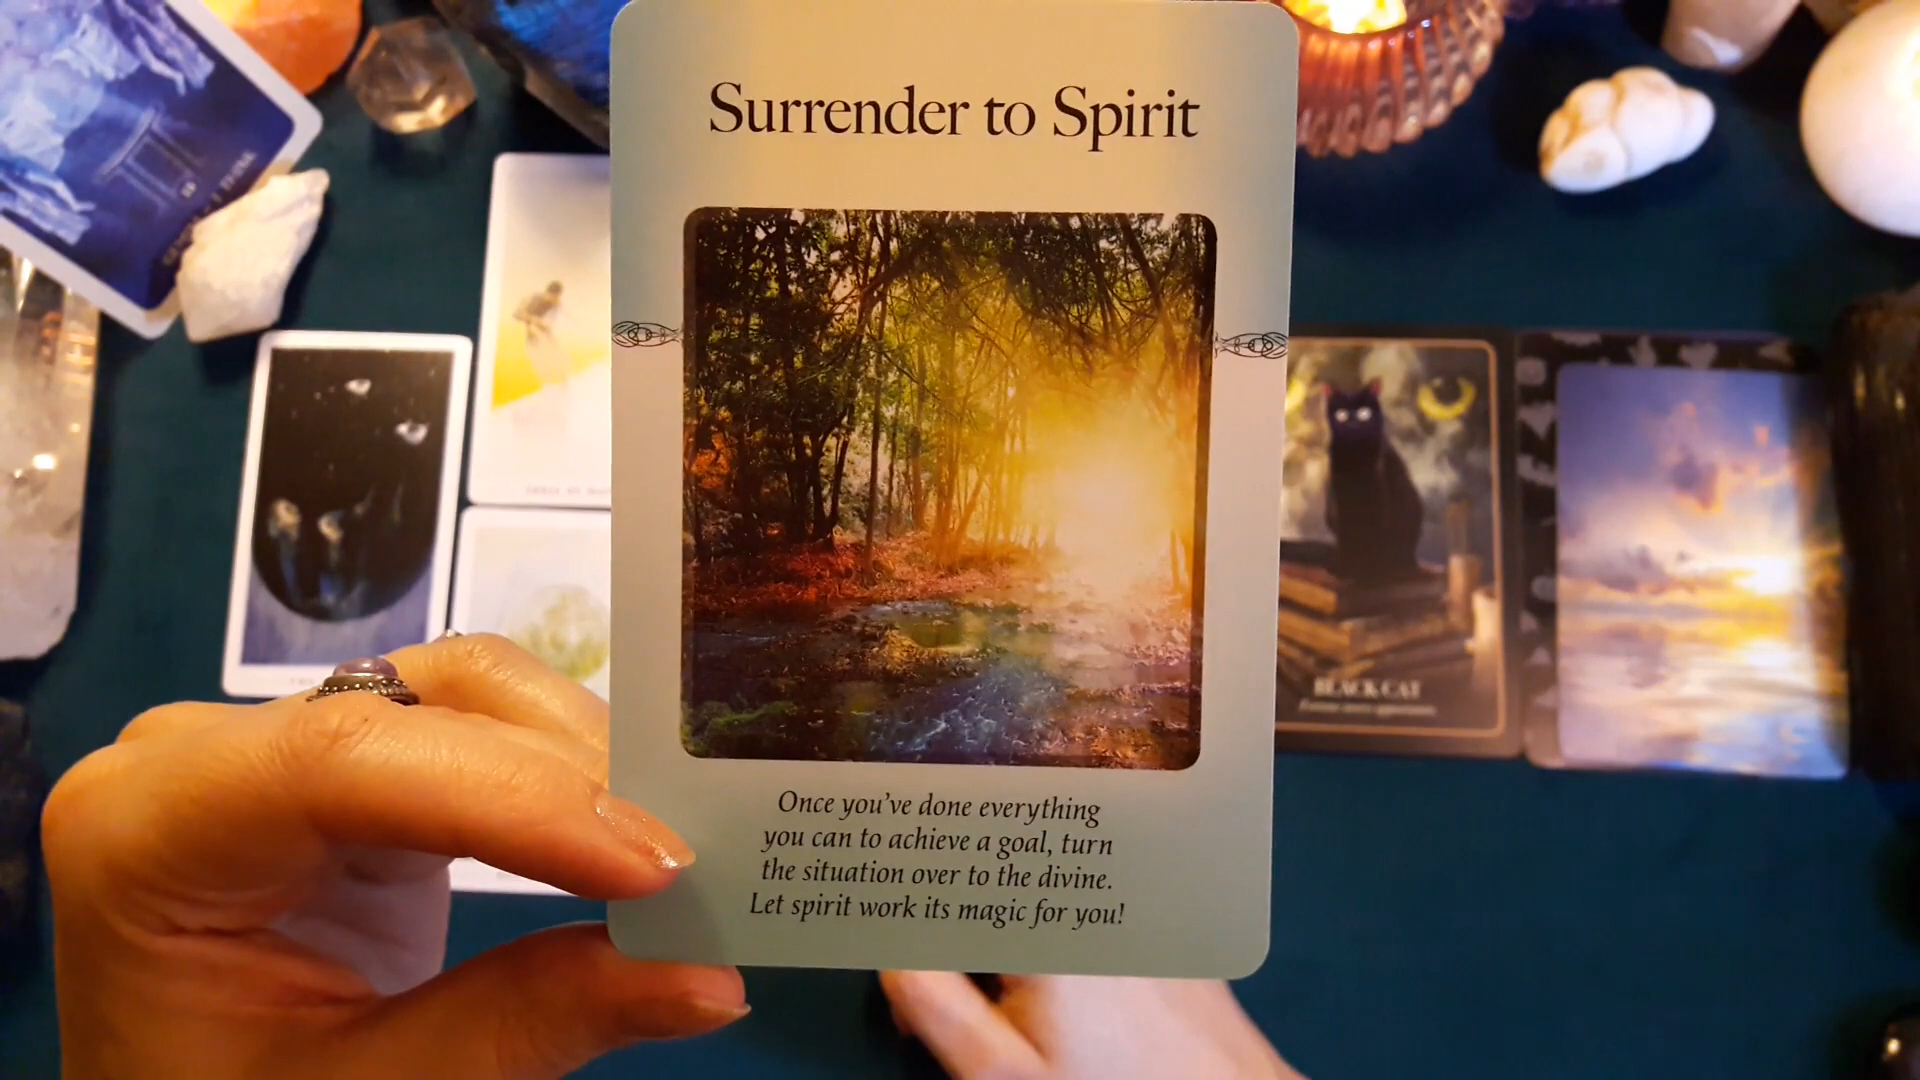 Surrender to Spirit
Once you've done everything
you can to achieve a goal, turn
the situation over to the divine.
Let spirit work its magic for you!
BLACK CAT